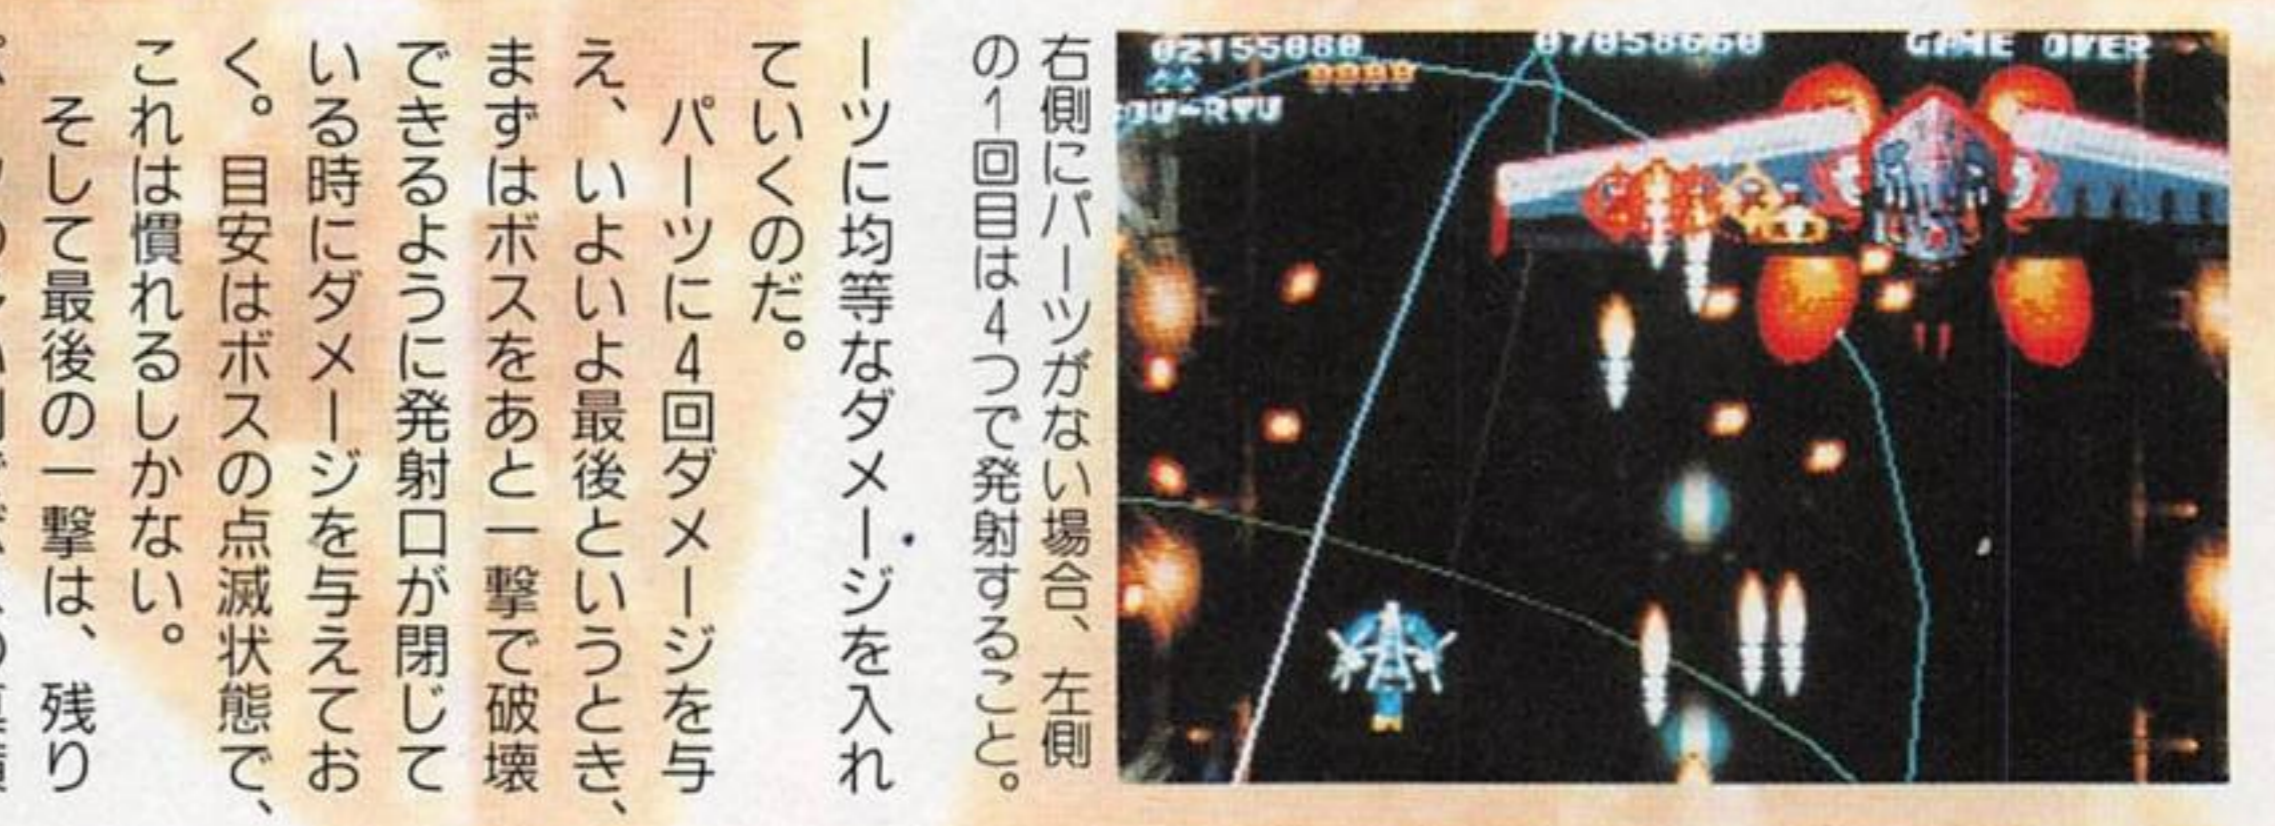 02155080
07058660
GAME OVER
0000
OU-RYU
右側にパーツがない場合、左側
の1回目は4つで発射すること。
ーツに均等なダメージを入れ
ていくのだ。
パーツに4回ダメージを与
え、いよいよ最後というとき、
まずはボスをあと一撃で破壊
できるように発射口が閉じて
いる時にダメージを与えてお
く。目安はボスの点滅状態で、
これは慣れるしかない。
そして最後の一撃は、残り